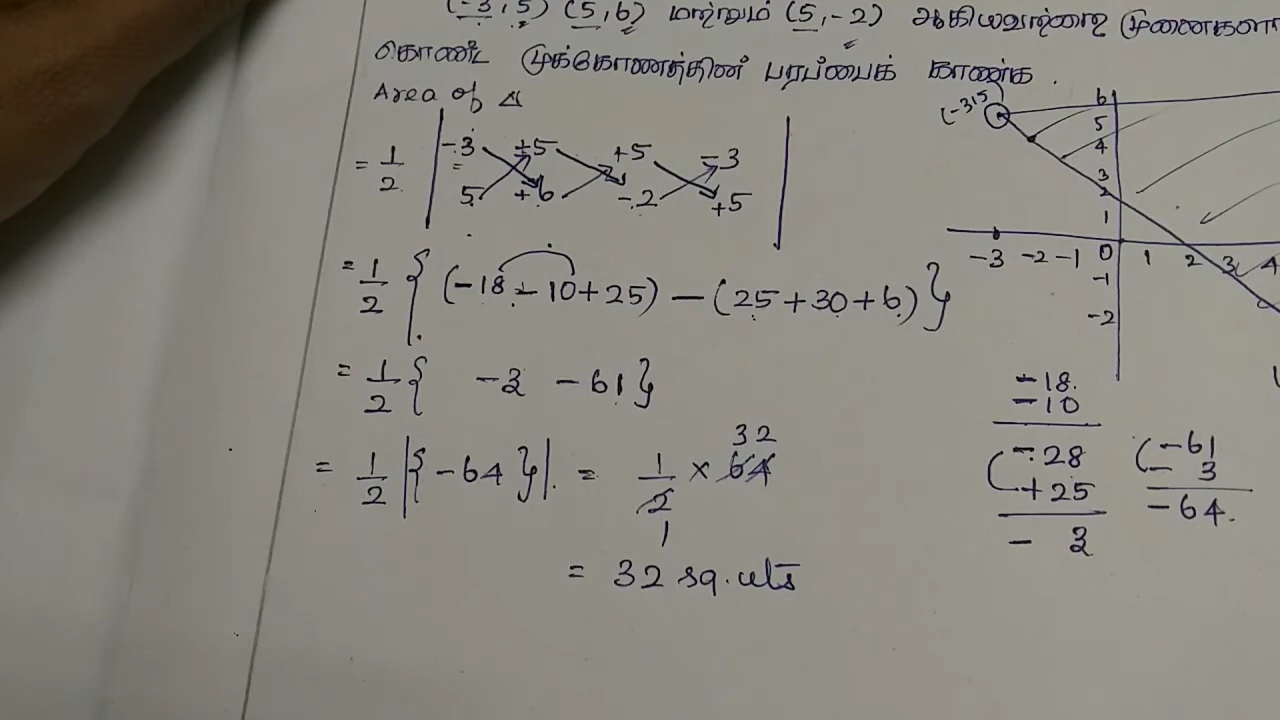 (-3, 5) (5, 6) மற்றும் (5, -2) ஆகியவற்றை முனைகளா
கொண்ட முக்கோணத்தின் பரப்பைக் காண்க.
Area of Δ
= 1/2 | -3 +5 +5 -3
5 +6 -2 +5 |
= 1/2 { (-18 - 10 + 25) - (25 + 30 + 6) }
= 1/2 { -3 - 61 }
= 1/2 |{ -64 }| = 1/2 × 64
32
1
= 32 sq. uts
(-3, 5
6
5
4
3
2
1
-3 -2 -1 0 1 2 3 4
-1
-2
-18
-10
-28
+25
- 3
-61
- 3
-64.